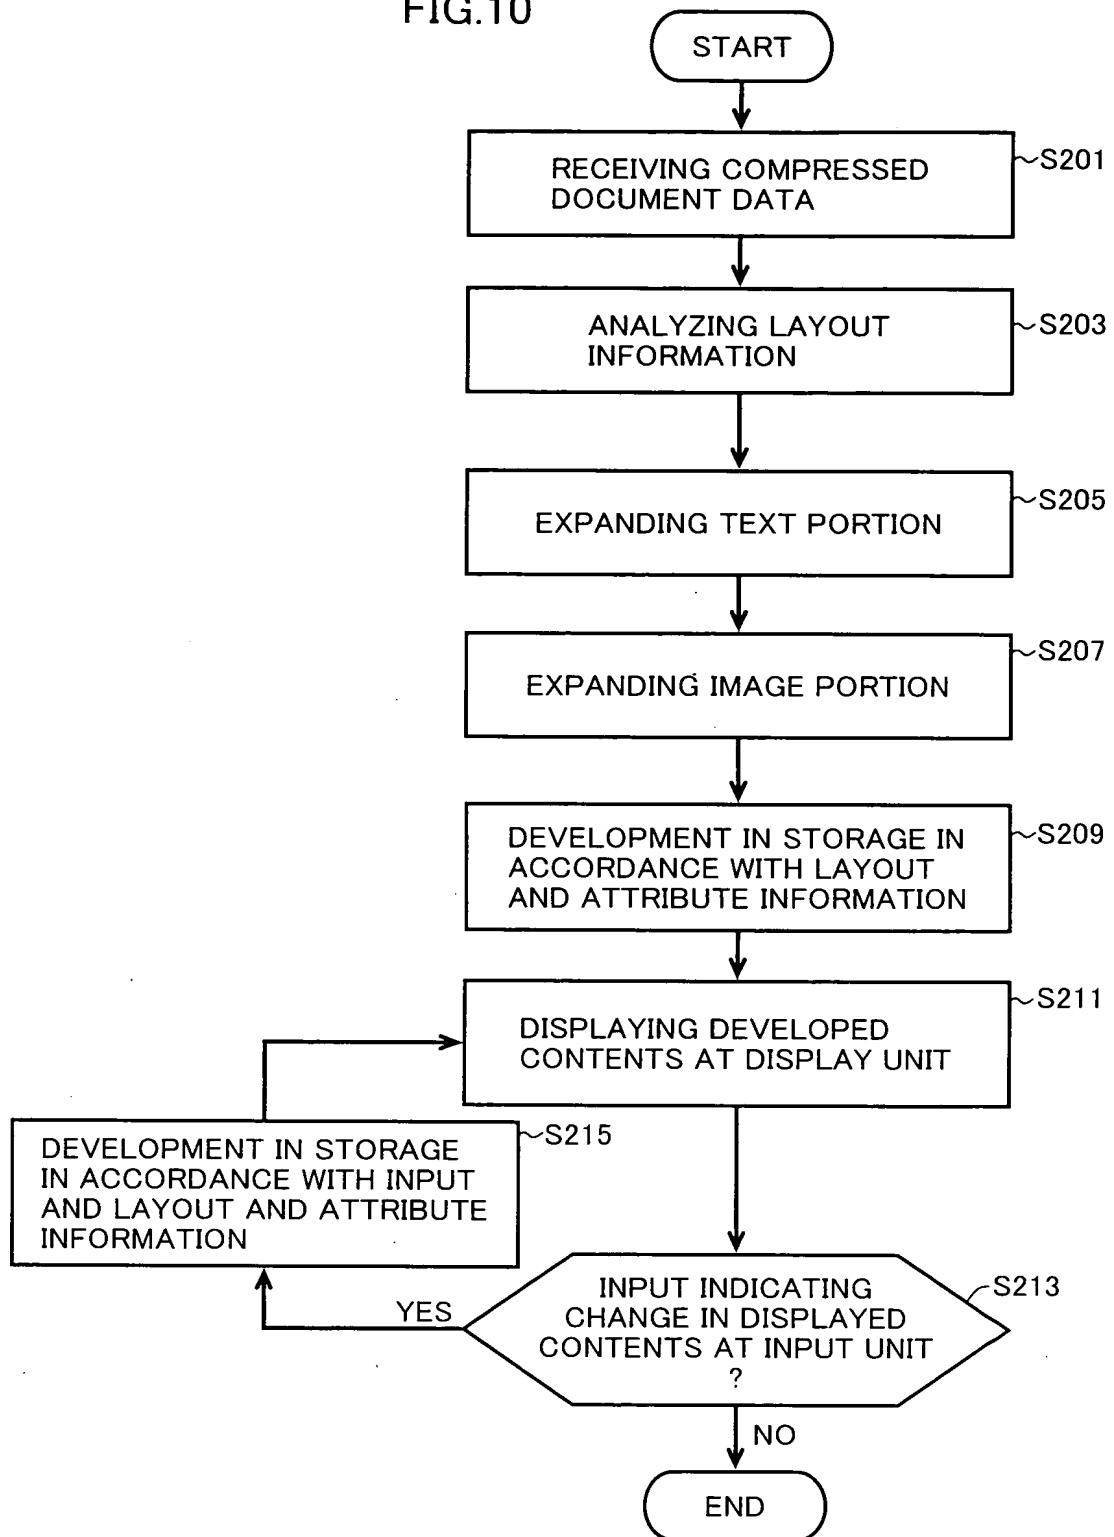 FIG.10
START
RECEIVING COMPRESSED
DOCUMENT DATA
S201
ANALYZING LAYOUT
INFORMATION
S203
EXPANDING TEXT PORTION
S205
EXPANDING IMAGE PORTION
S207
DEVELOPMENT IN STORAGE IN
ACCORDANCE WITH LAYOUT
AND ATTRIBUTE INFORMATION
S209
DISPLAYING DEVELOPED
CONTENTS AT DISPLAY UNIT
S211
DEVELOPMENT IN STORAGE
IN ACCORDANCE WITH INPUT
AND LAYOUT AND ATTRIBUTE
INFORMATION
S215
INPUT INDICATING
CHANGE IN DISPLAYED
CONTENTS AT INPUT UNIT
?
S213
YES
NO
END